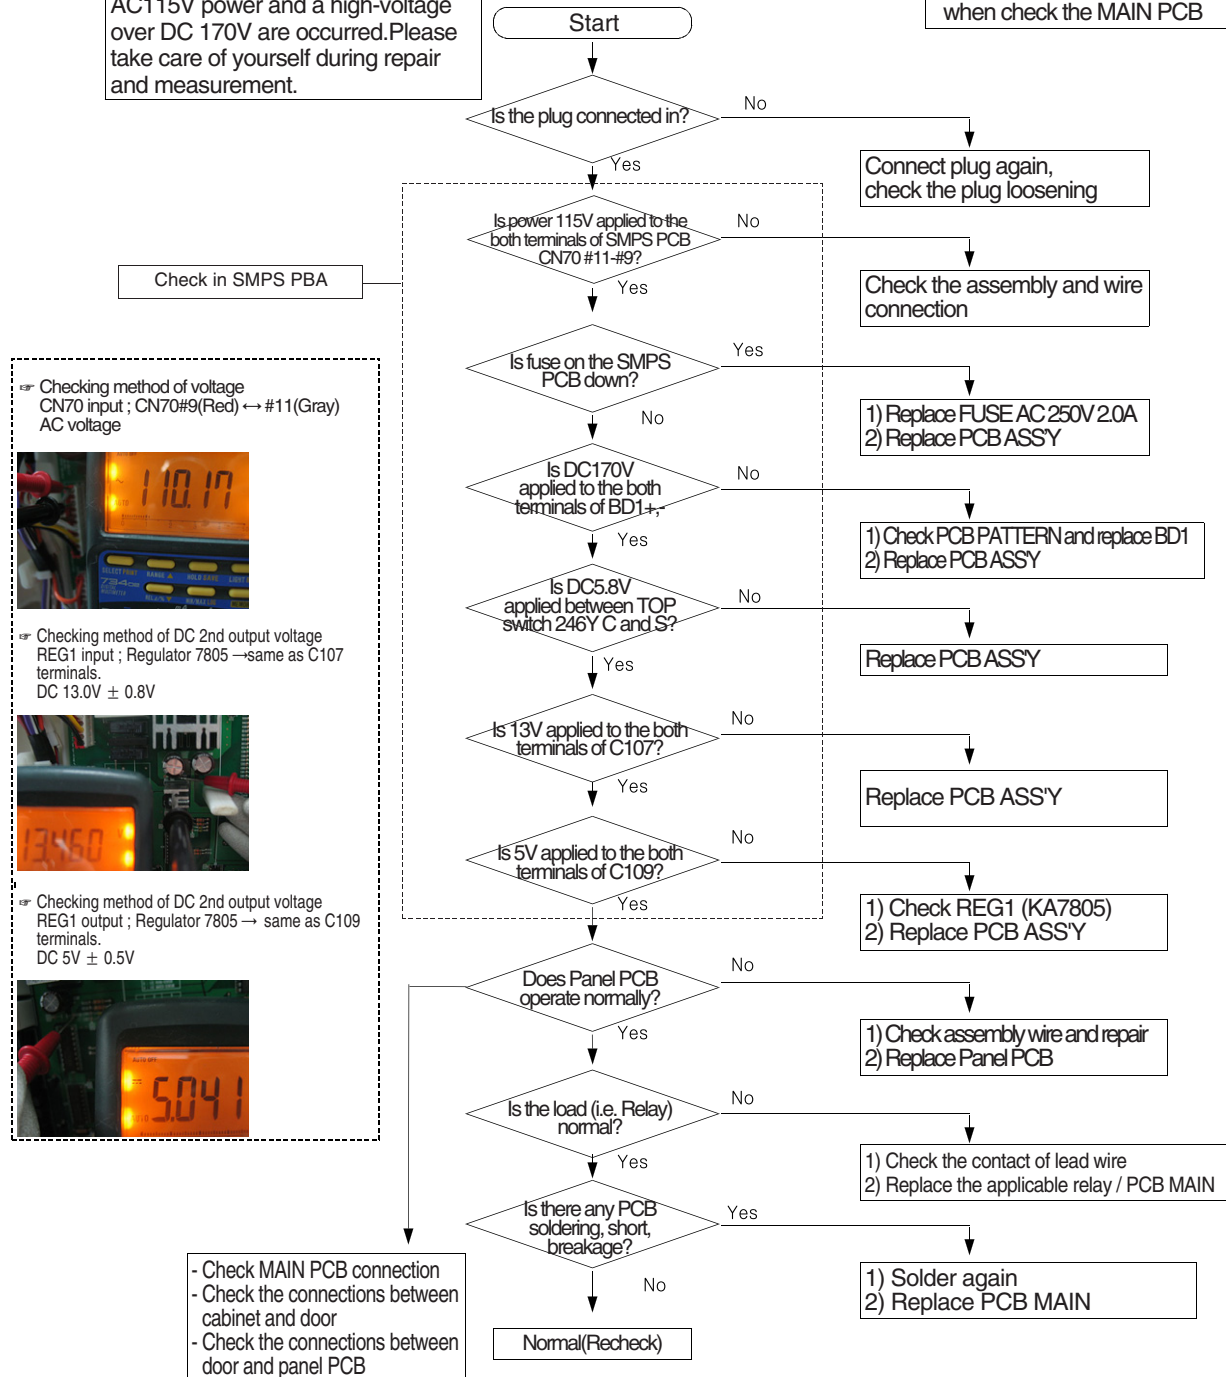 AC115V power and a high-voltage
over DC 170V are occurred.Please
take care of yourself during repair
and measurement.
Start
when check the MAIN PCB
Is the plug connected in?
No
Yes
Connect plug again,
check the plug loosening
Is power 115V applied to the
both terminals of SMPS PCB
CN70 #11-#9?
No
Yes
Check in SMPS PBA
Check the assembly and wire
connection
Is fuse on the SMPS
PCB down?
Yes
No
1) Replace FUSE AC 250V 2.0A
2) Replace PCB ASS'Y
☞ Checking method of voltage
CN70 input ; CN70#9(Red) ↔ #11(Gray)
AC voltage
110.17
SELECT POINT
RANGE ▲
HOLD
LIGHT
734
Is DC170V
applied to the both
terminals of BD1+,-
No
Yes
1) Check PCB PATTERN and replace BD1
2) Replace PCB ASS'Y
Is DC5.8V
applied between TOP
switch 246Y C and S?
No
Yes
Replace PCB ASS'Y
☞ Checking method of DC 2nd output voltage
REG1 input ; Regulator 7805 →same as C107
terminals.
DC 13.0V ± 0.8V
13.460
Is 13V applied to the both
terminals of C107?
No
Yes
Replace PCB ASS'Y
Is 5V applied to the both
terminals of C109?
No
Yes
1) Check REG1 (KA7805)
2) Replace PCB ASS'Y
☞ Checking method of DC 2nd output voltage
REG1 output ; Regulator 7805 → same as C109
terminals.
DC 5V ± 0.5V
AUTO OFF
5.041
Does Panel PCB
operate normally?
No
Yes
1) Check assembly wire and repair
2) Replace Panel PCB
Is the load (i.e. Relay)
normal?
No
Yes
1) Check the contact of lead wire
2) Replace the applicable relay / PCB MAIN
Is there any PCB
soldering, short,
breakage?
Yes
No
1) Solder again
2) Replace PCB MAIN
- Check MAIN PCB connection
- Check the connections between
cabinet and door
- Check the connections between
door and panel PCB
Normal(Recheck)